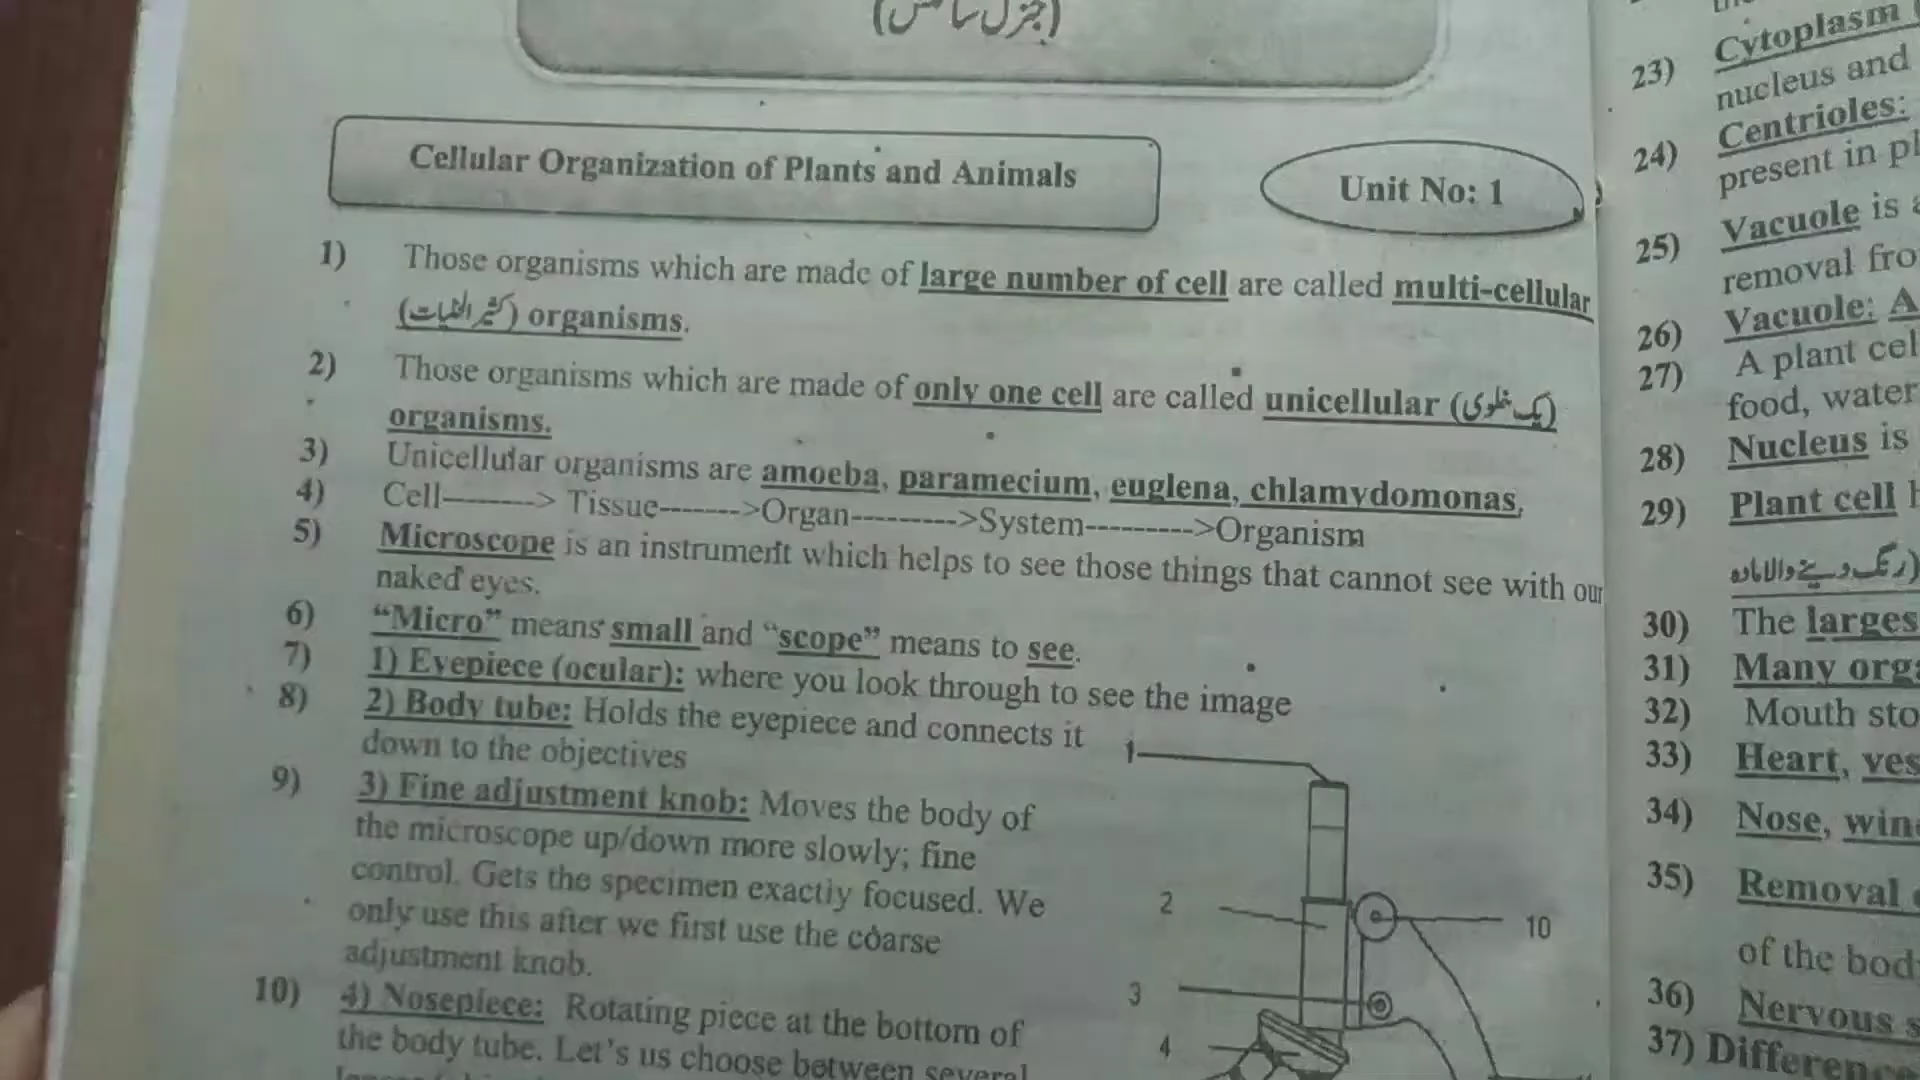 (جنرل سائنس)
Cellular Organization of Plants and Animals
Unit No: 1
1) Those organisms which are made of large number of cell are called multi-cellular
(کثیر الخلیات) organisms.
2) Those organisms which are made of only one cell are called unicellular (یک خلوی)
organisms.
3) Unicellular organisms are amoeba, paramecium, euglena, chlamydomonas,
4) Cell--------> Tissue------->Organ--------->System--------->Organism
5) Microscope is an instrument which helps to see those things that cannot see with our
naked eyes.
6) “Micro” means small and “scope” means to see.
7) 1) Eyepiece (ocular): where you look through to see the image
8) 2) Body tube: Holds the eyepiece and connects it
down to the objectives
9) 3) Fine adjustment knob: Moves the body of
the microscope up/down more slowly; fine
control. Gets the specimen exactly focused. We
only use this after we first use the coarse
adjustment knob.
10) 4) Nosepiece: Rotating piece at the bottom of
the body tube. Let’s us choose between several
1
2
10
3
4
23) Cytoplasm
nucleus and
24) Centrioles:
present in pl
25) Vacuole is a
removal fro
26) Vacuole: A
27) A plant cel
food, water
28) Nucleus is
29) Plant cell h
(رنگ دینے والا مادہ
30) The larges
31) Many orga
32) Mouth sto
33) Heart, ves
34) Nose, win
35) Removal
of the body
36) Nervous s
37) Difference